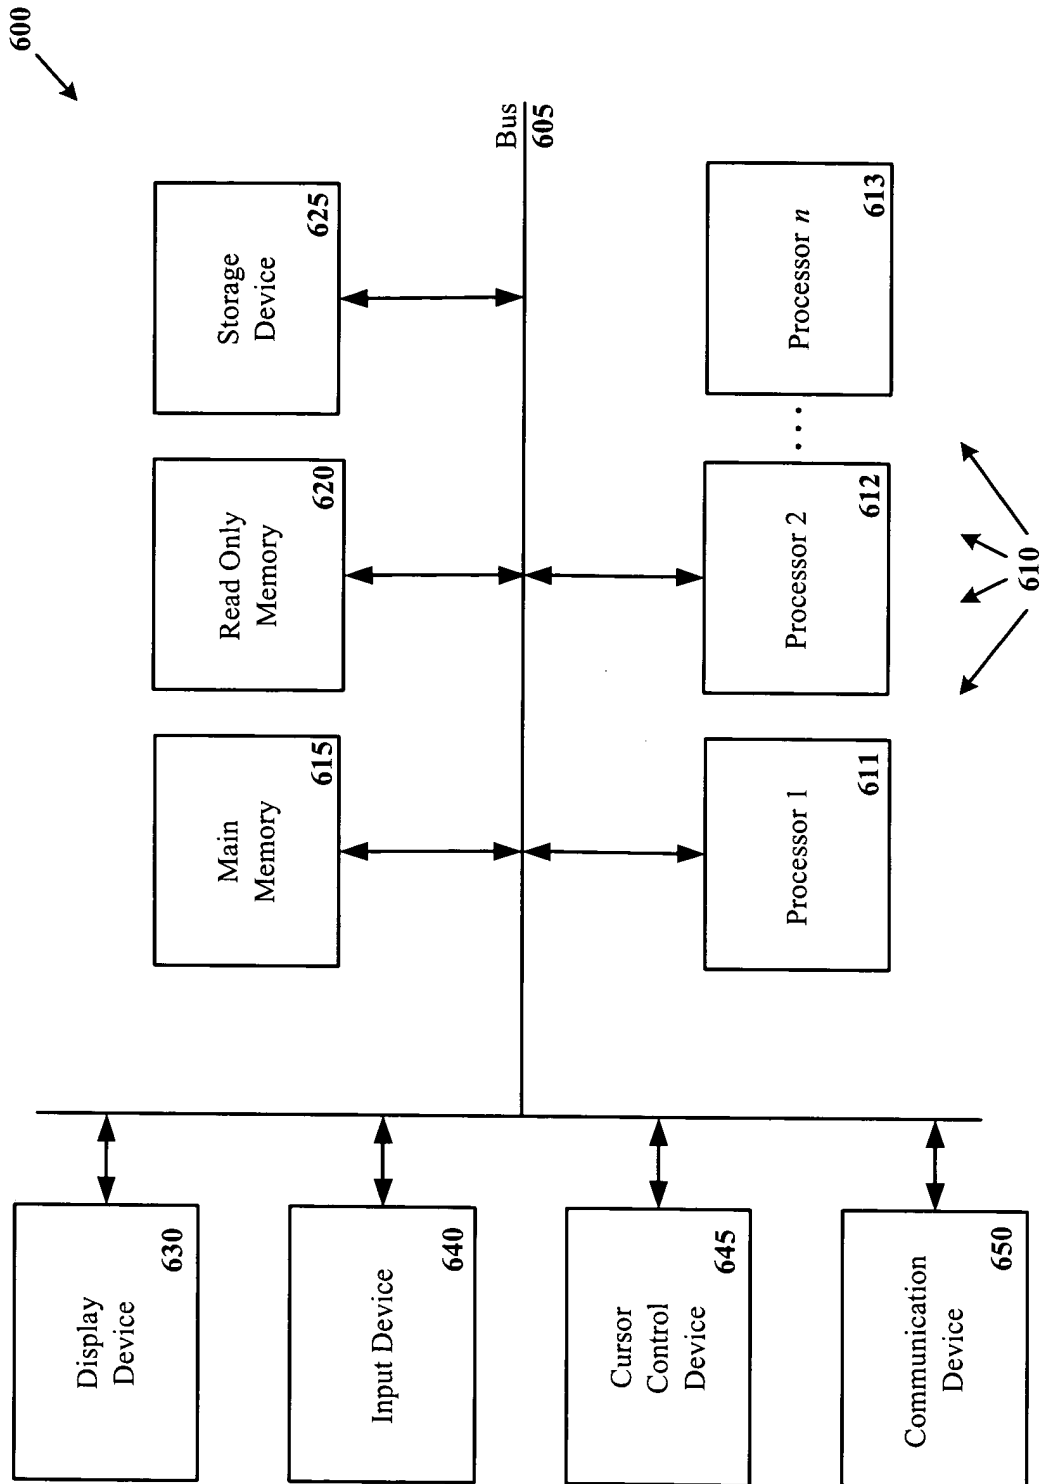 600
Display
Device
630
Input Device
640
Cursor
Control
Device
645
Communication
Device
650
Main
Memory
615
Read Only
Memory
620
Storage
Device
625
Bus
605
Processor 1
611
Processor 2
612
. . .
Processor n
613
610